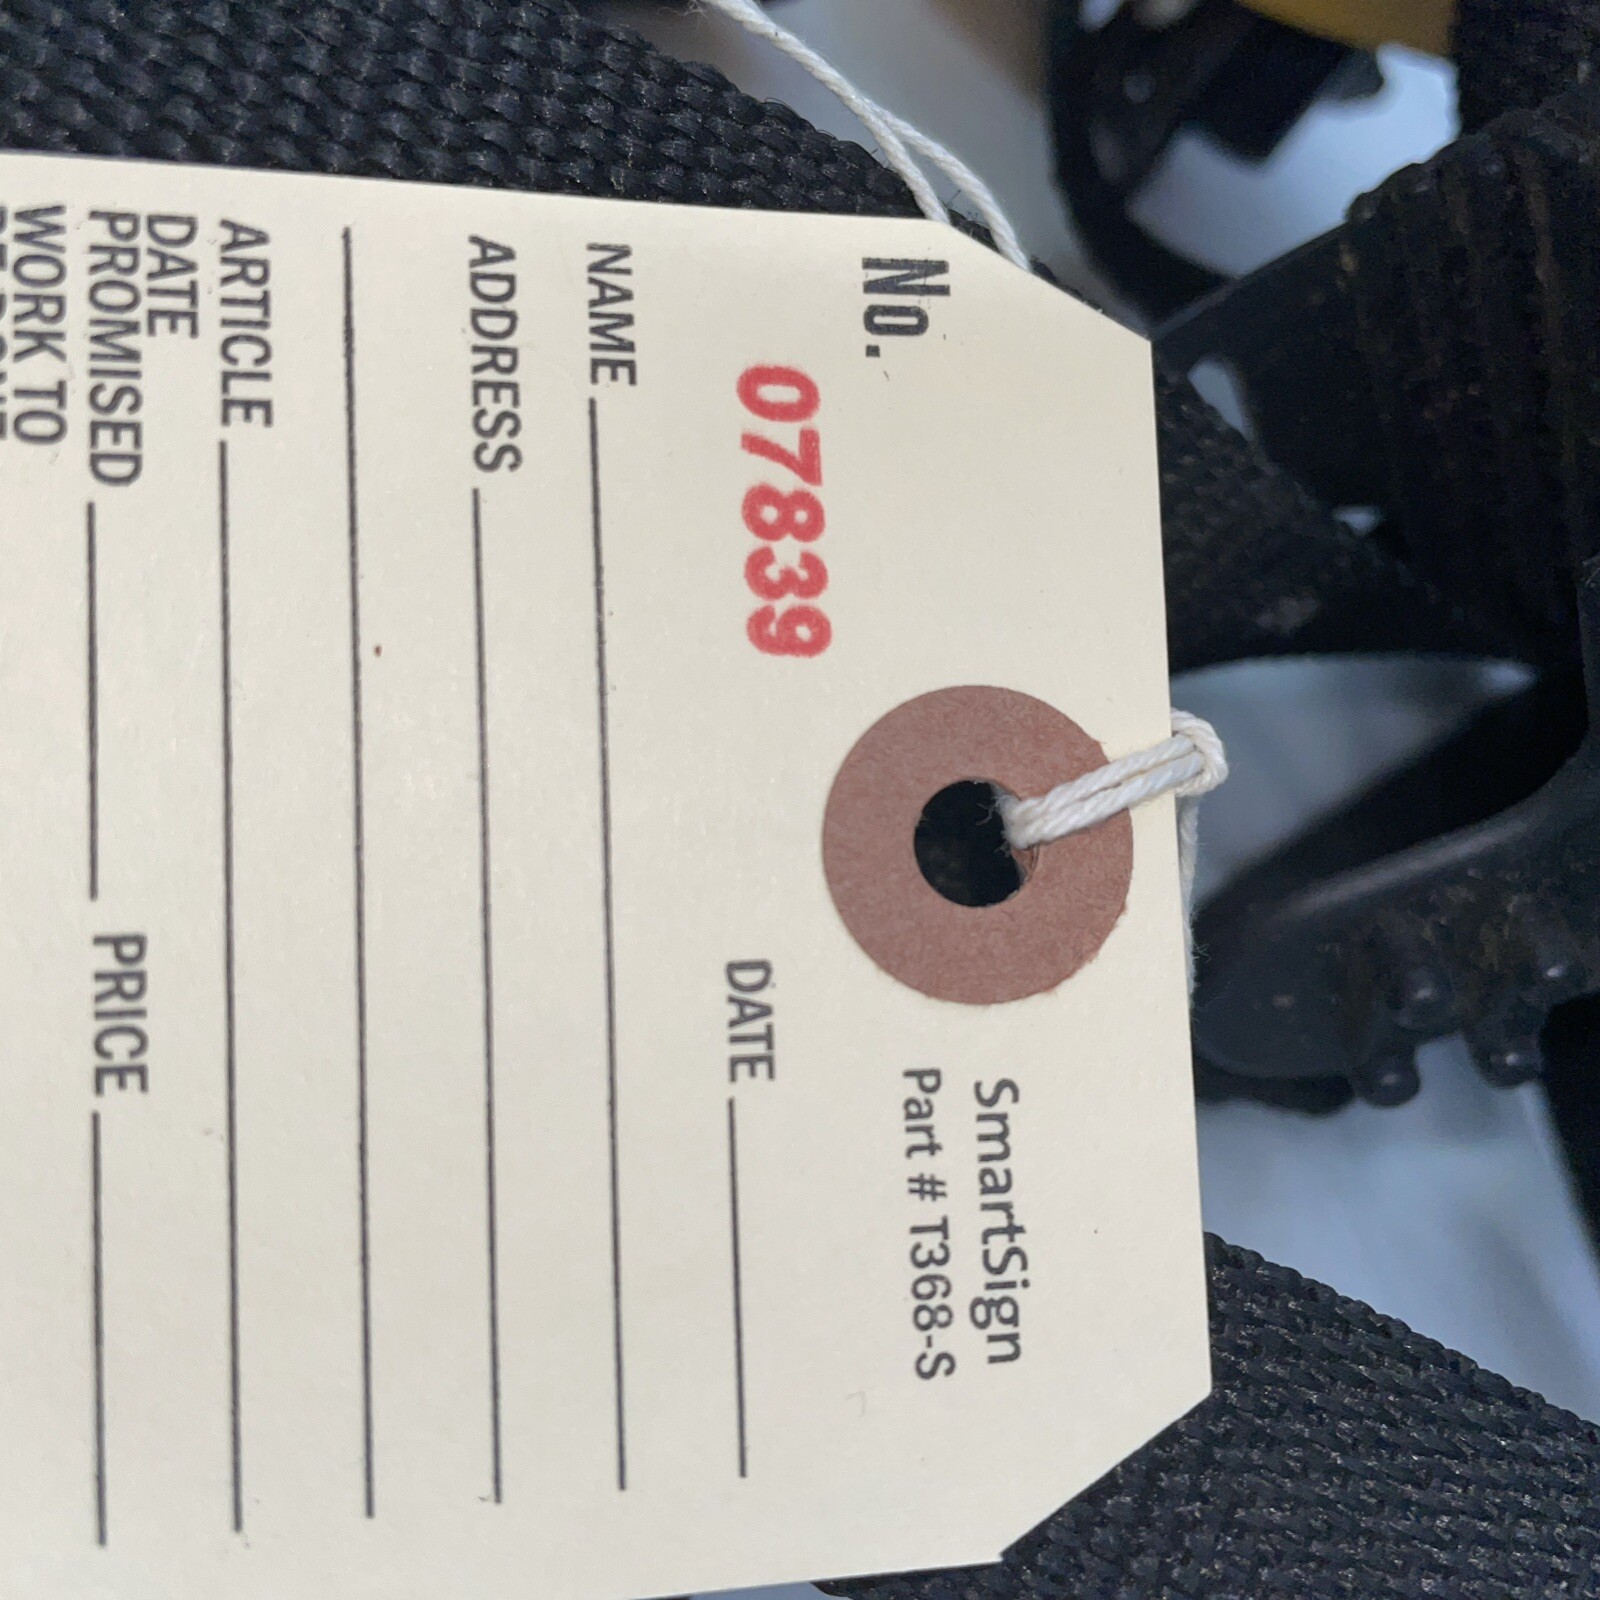 SmartSign
Part # T368-S
No.
07839
DATE
NAME
ADDRESS
ARTICLE
DATE
PROMISED PRICE
WORK TO